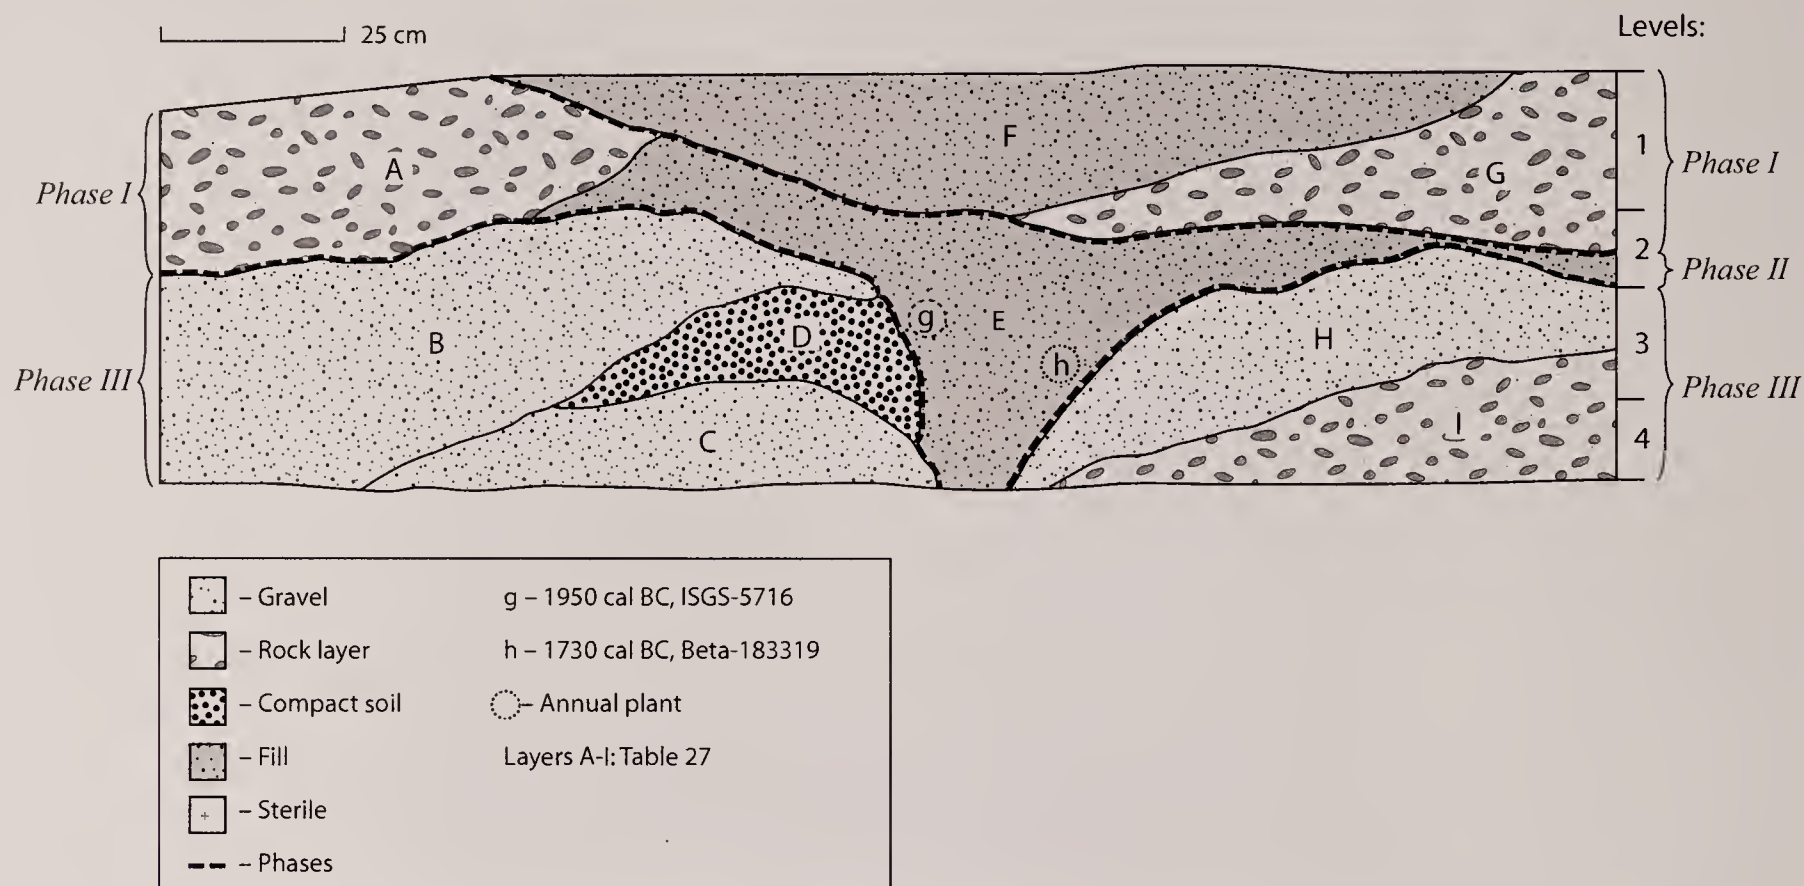 25 cm
Levels:
F
1
A
G
Phase I
Phase I
2
Phase II
g
E
B
D
h
H
3
Phase III
Phase III
C
I
4
– Gravel
g – 1950 cal BC, ISGS-5716
– Rock layer
h – 1730 cal BC, Beta-183319
– Compact soil
– Annual plant
– Fill
Layers A-I: Table 27
– Sterile
– Phases